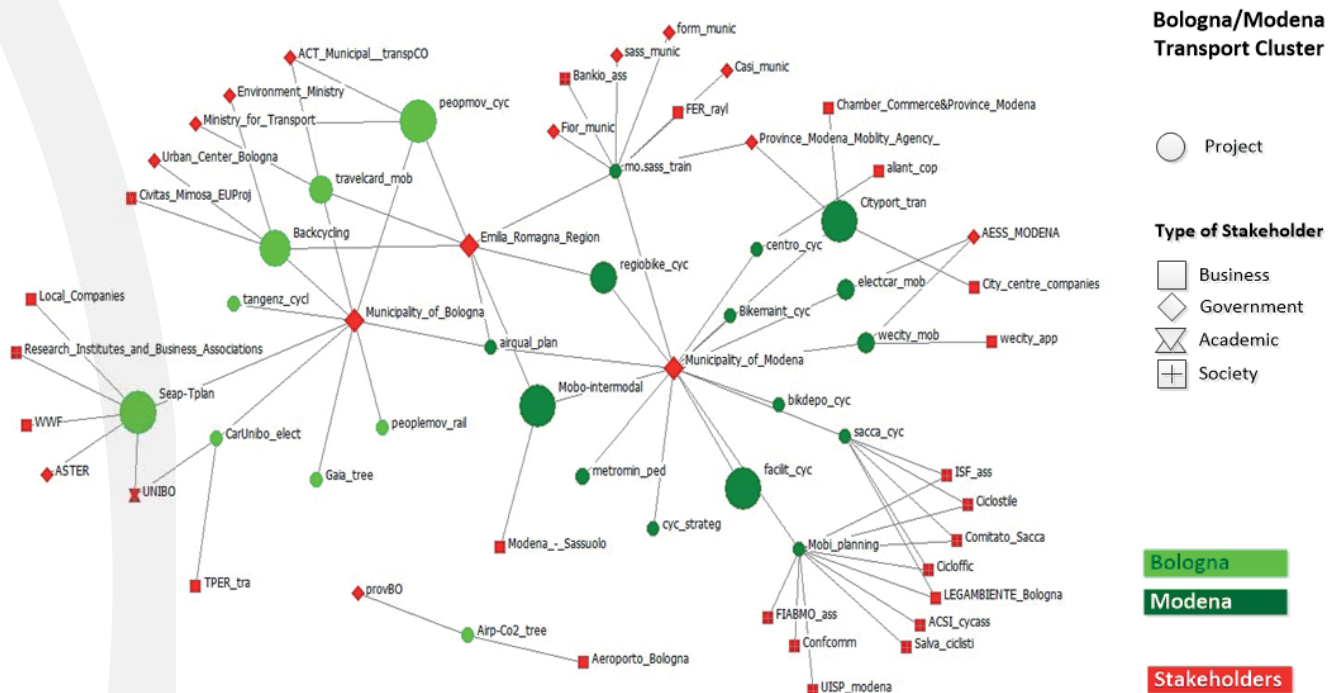 Bologna/Modena
Transport Cluster
Project
Type of Stakeholder
Business
Government
Academic
Society
Bologna
Modena
Stakeholders
form_munic
ACT_Municipal__transpCO
sass_munic
Casi_munic
Bankio_ass
Environment_Ministry
peopmov_cyc
FER_rayl
Chamber_Commerce&Province_Modena
Ministry_for_Transport
Fior_munic
Province_Modena_Moblity_Agency_
Urban_Center_Bologna
mo.sass_train
aliant_cop
travelcard_mob
Civitas_Mimosa_EUProj
Cityport_tran
Backcycling
Emilia_Romagna_Region
centro_cyc
AESS_MODENA
regiobike_cyc
electcar_mob
City_centre_companies
Local_Companies
tangenz_cycl
Municipality_of_Bologna
Bikemaint_cyc
wecity_mob
wecity_app
Research_Institutes_and_Business_Associations
airqual_plan
Municipality_of_Modena
Seap-Tplan
Mobo-intermodal
bikdepo_cyc
WWF
CarUnibo_elect
peoplemov_rail
sacca_cyc
ASTER
Gaia_tree
metromin_ped
facilit_cyc
ISF_ass
UNIBO
Ciclostile
cyc_strateg
Modena_-_Sassuolo
Mobi_planning
Comitato_Sacca
Cicloffic
TPER_tra
provBO
LEGAMBIENTE_Bologna
FIABMO_ass
ACSI_cycass
Airp-Co2_tree
Confcomm
Salva_ciclisti
Aeroporto_Bologna
UISP_modena